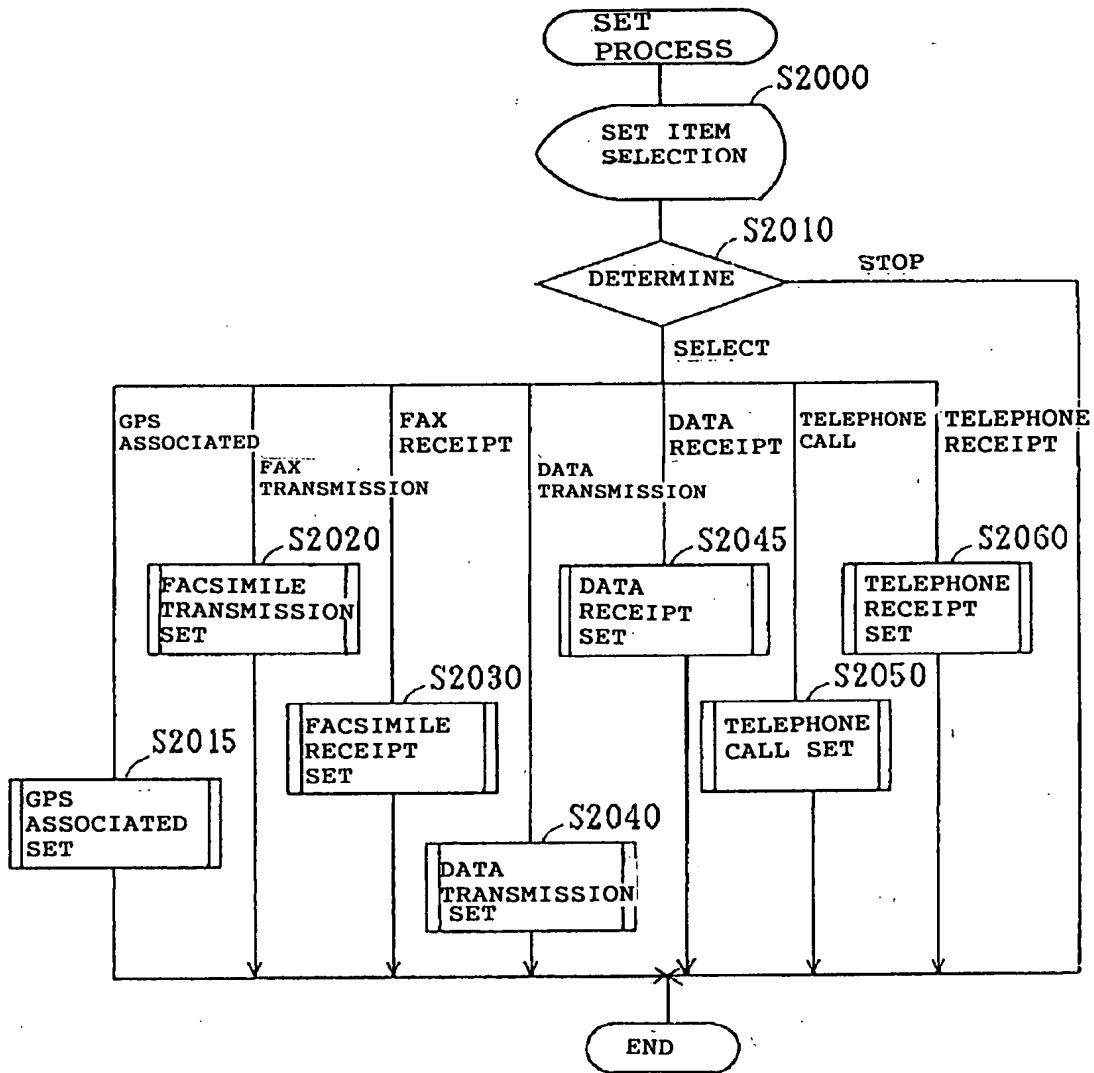 SET
PROCESS
S2000
SET ITEM
SELECTION
S2010
DETERMINE
STOP
SELECT
GPS
ASSOCIATED
FAX
TRANSMISSION
FAX
RECEIPT
DATA
TRANSMISSION
DATA
RECEIPT
TELEPHONE
CALL
TELEPHONE
RECEIPT
S2020
FACSIMILE
TRANSMISSION
SET
S2045
DATA
RECEIPT
SET
S2060
TELEPHONE
RECEIPT
SET
S2030
FACSIMILE
RECEIPT
SET
S2050
TELEPHONE
CALL SET
S2015
GPS
ASSOCIATED
SET
S2040
DATA
TRANSMISSION
SET
END